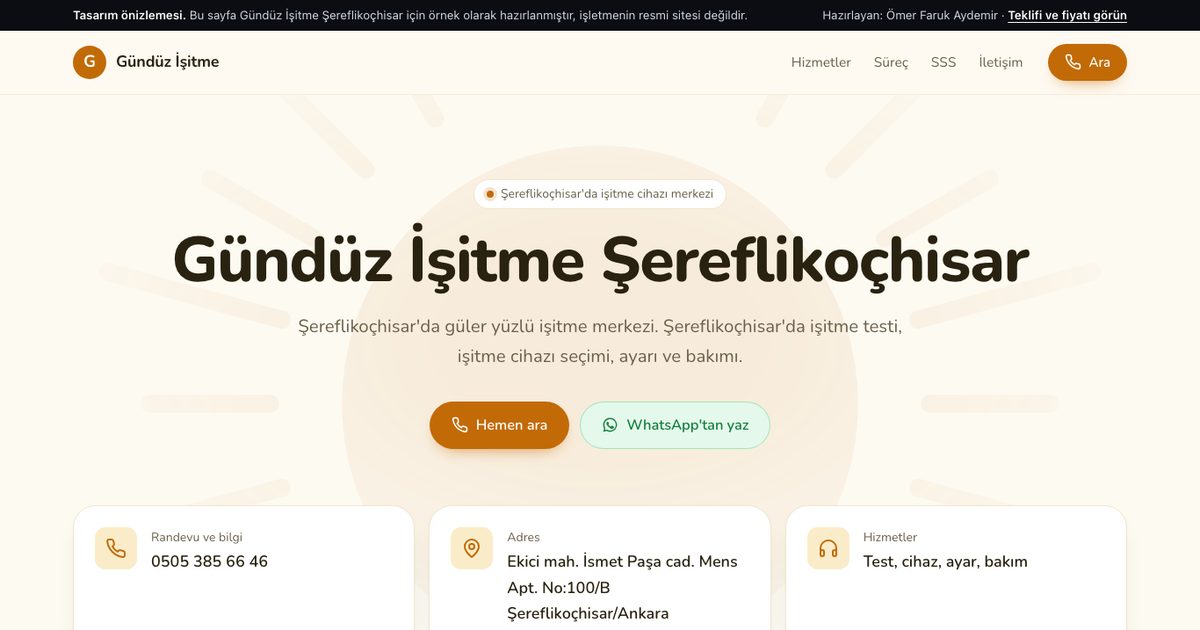 Tasarım önizlemesi. Bu sayfa Gündüz İşitme Şereflikoçhisar için örnek olarak hazırlanmıştır, işletmenin resmi sitesi değildir.
Hazırlayan: Ömer Faruk Aydemir · Teklifi ve fiyatı görün
G Gündüz İşitme
Hizmetler Süreç SSS İletişim Ara
Şereflikoçhisar'da işitme cihazı merkezi
Gündüz İşitme Şereflikoçhisar
Şereflikoçhisar'da güler yüzlü işitme merkezi. Şereflikoçhisar'da işitme testi,
işitme cihazı seçimi, ayarı ve bakımı.
Hemen ara
WhatsApp'tan yaz
Randevu ve bilgi
0505 385 66 46
Adres
Ekici mah. İsmet Paşa cad. Mens
Apt. No:100/B
Şereflikoçhisar/Ankara
Hizmetler
Test, cihaz, ayar, bakım